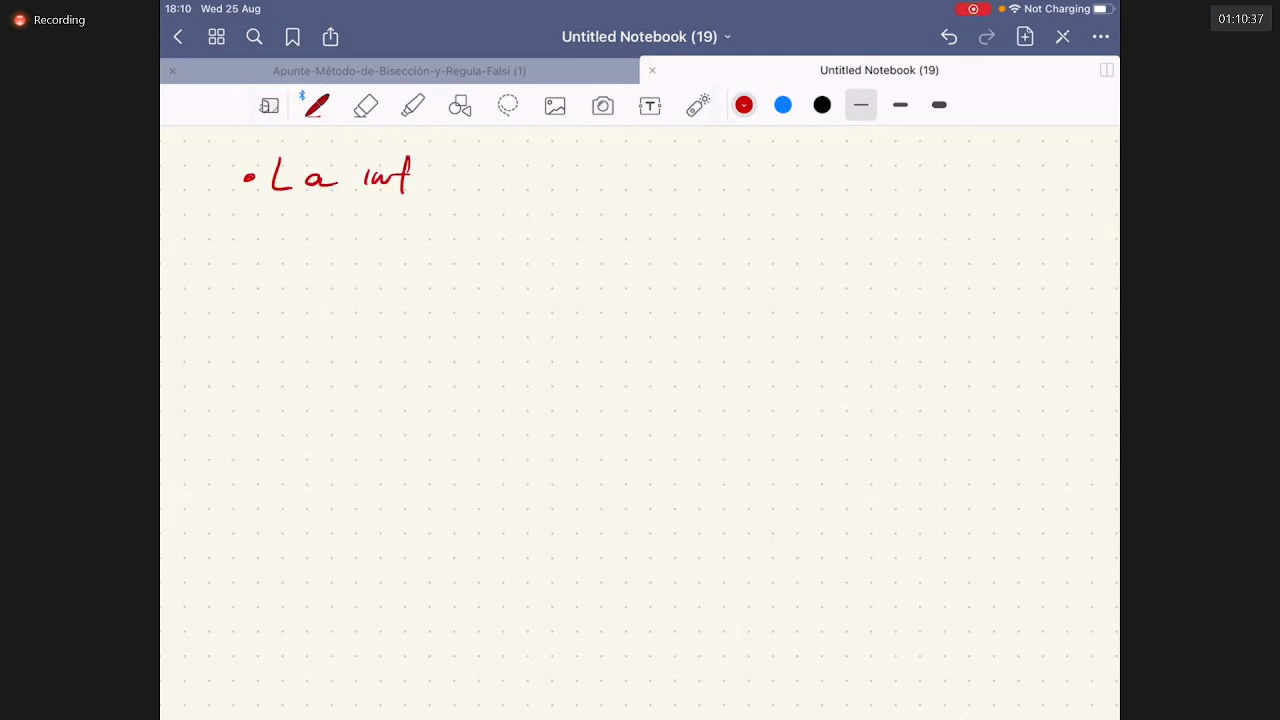 Recording
18:10 Wed 25 Aug
Not Charging
01:10:37
Untitled Notebook (19)
Apunte-Método-de-Bisección-y-Regula-Falsi (1)
Untitled Notebook (19)
T
• La inf